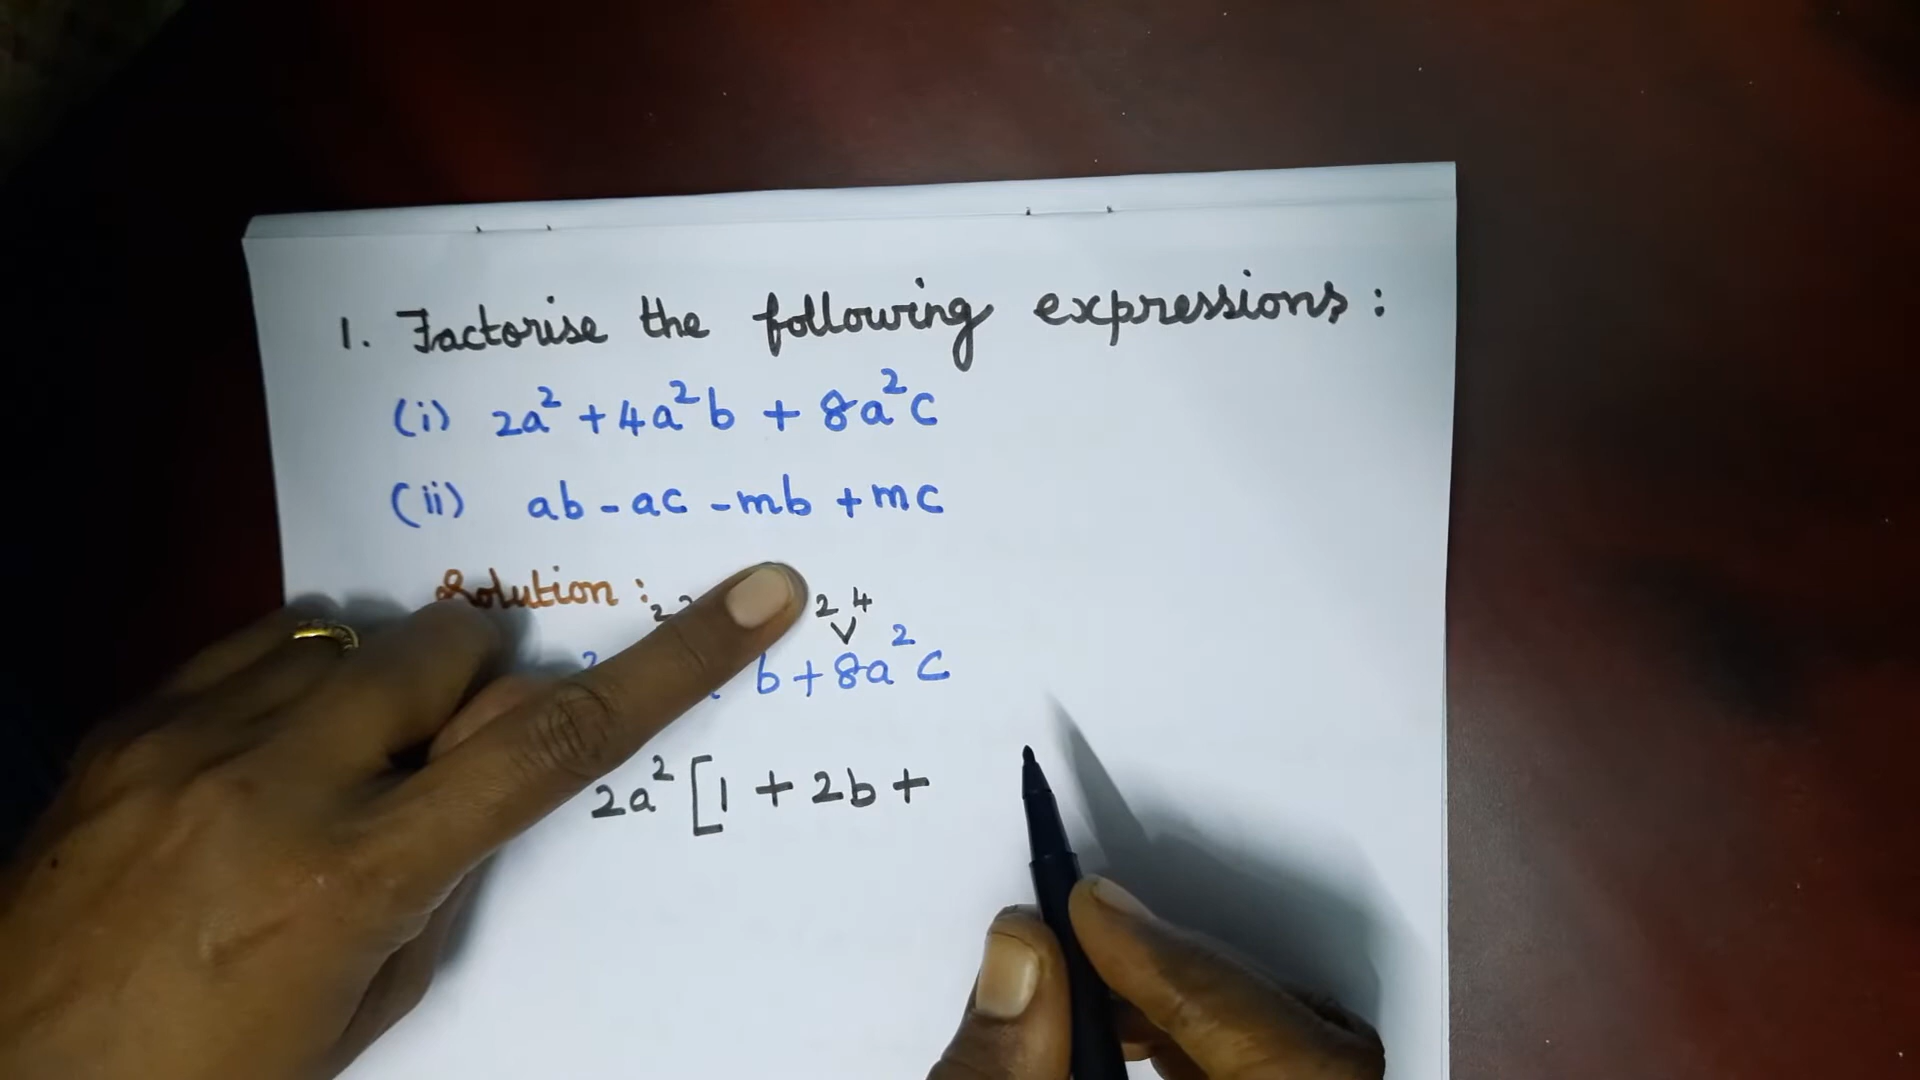 1. Factorise the following expressions:
(i) 2a² + 4a²b + 8a²c
(ii) ab - ac - mb + mc
Solution:
2 2 4
b + 8a²c
2a² [1 + 2b +